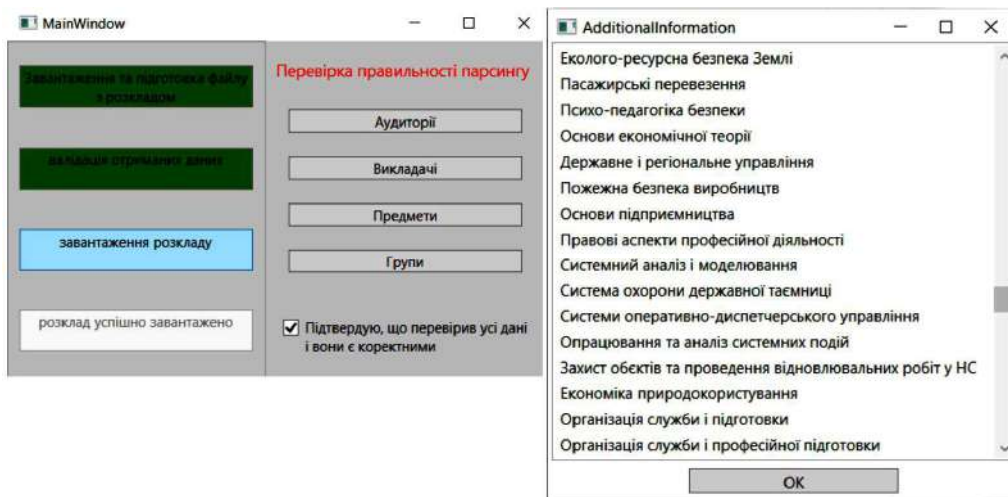 MainWindow
Завантаження та підготовка файлу
з розкладом
валідація отриманих даних
завантаження розкладу
розклад успішно завантажено
Перевірка правильності парсингу
Аудиторії
Викладачі
Предмети
Групи
Підтвердую, що перевірив усі дані
і вони є коректними
AdditionalInformation
Еколого-ресурсна безпека Землі
Пасажирські перевезення
Психо-педагогіка безпеки
Основи економічної теорії
Державне і регіональне управління
Пожежна безпека виробництв
Основи підприємництва
Правові аспекти професійної діяльності
Системний аналіз і моделювання
Система охорони державної таємниці
Системи оперативно-диспетчерського управління
Опрацювання та аналіз системних подій
Захист обєктів та проведення відновлювальних робіт у НС
Економіка природокористування
Організація служби і підготовки
Організація служби і професійної підготовки
OK